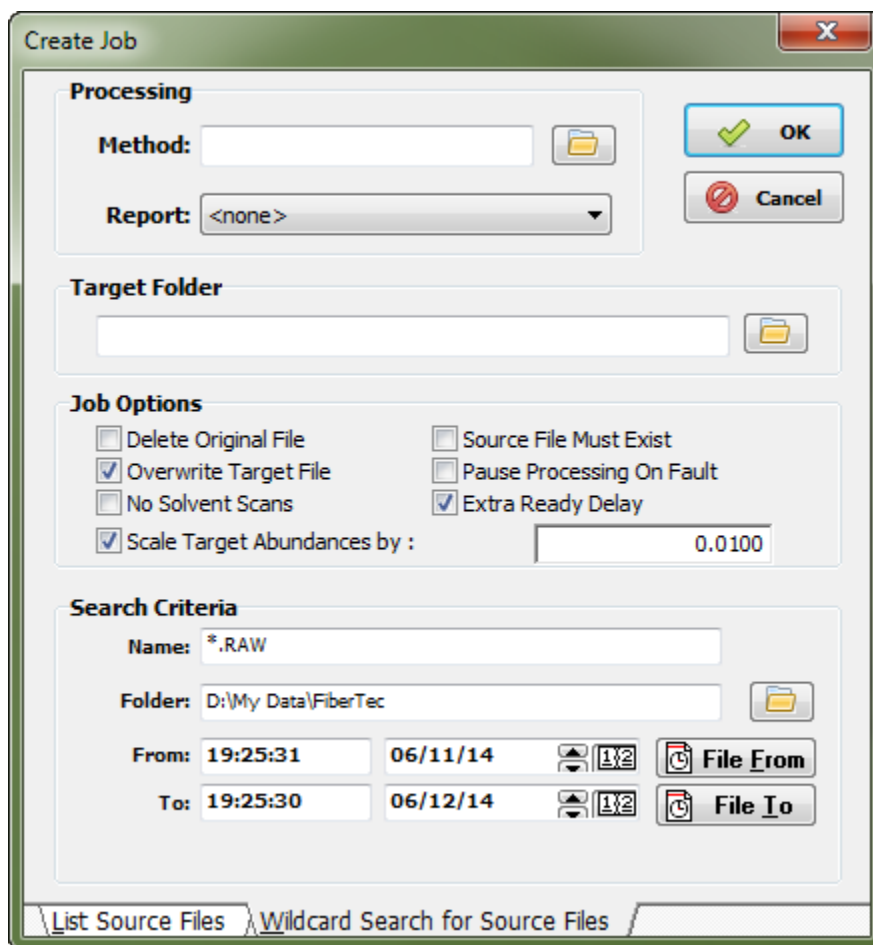 Create Job
Processing
Method:
OK
Report: <none>
Cancel
Target Folder
Job Options
Delete Original File
Source File Must Exist
Overwrite Target File
Pause Processing On Fault
No Solvent Scans
Extra Ready Delay
Scale Target Abundances by : 0.0100
Search Criteria
Name: *.RAW
Folder: D:\My Data\FiberTec
From: 19:25:31 06/11/14 File From
To: 19:25:30 06/12/14 File To
List Source Files
Wildcard Search for Source Files